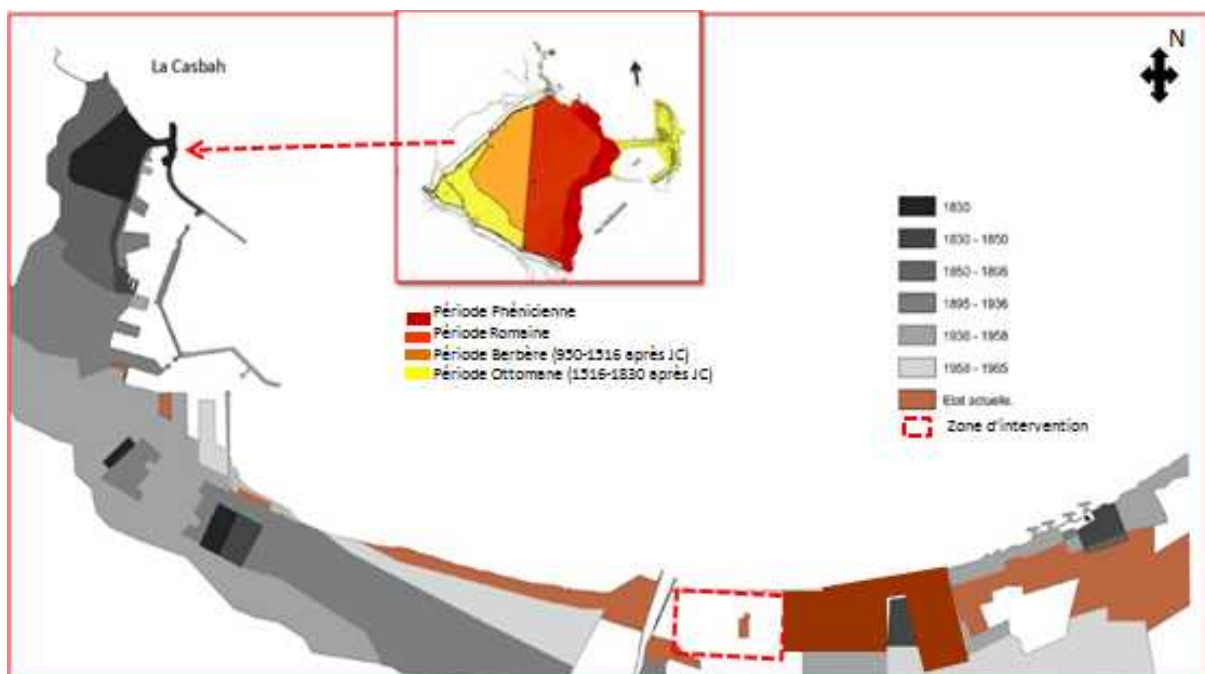 La Casbah
N
Période Phénicienne
Période Romaine
Période Berbère (950-1516 après JC)
Période Ottomane (1516-1830 après JC)
1830
1830 - 1850
1850 - 1895
1895 - 1936
1936 - 1958
1958 - 1965
Etat actuelle.
Zone d'intervention